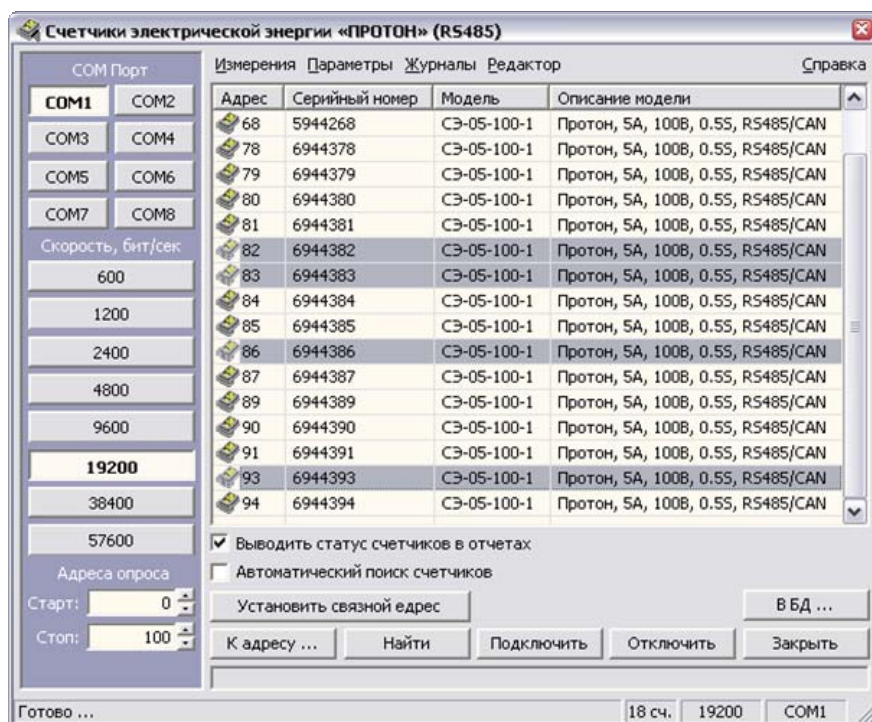 Счетчики электрической энергии «ПРОТОН» (RS485)
COM Порт
COM1 COM2
COM3 COM4
COM5 COM6
COM7 COM8
Скорость, бит/сек
600
1200
2400
4800
9600
19200
38400
57600
Адреса опроса
Старт: 0
Стоп: 100
Измерения Параметры Журналы Редактор Справка
Адрес Серийный номер Модель Описание модели
68 5944268 СЭ-05-100-1 Протон, 5А, 100В, 0.5S, RS485/CAN
78 6944378 СЭ-05-100-1 Протон, 5А, 100В, 0.5S, RS485/CAN
79 6944379 СЭ-05-100-1 Протон, 5А, 100В, 0.5S, RS485/CAN
80 6944380 СЭ-05-100-1 Протон, 5А, 100В, 0.5S, RS485/CAN
81 6944381 СЭ-05-100-1 Протон, 5А, 100В, 0.5S, RS485/CAN
82 6944382 СЭ-05-100-1 Протон, 5А, 100В, 0.5S, RS485/CAN
83 6944383 СЭ-05-100-1 Протон, 5А, 100В, 0.5S, RS485/CAN
84 6944384 СЭ-05-100-1 Протон, 5А, 100В, 0.5S, RS485/CAN
85 6944385 СЭ-05-100-1 Протон, 5А, 100В, 0.5S, RS485/CAN
86 6944386 СЭ-05-100-1 Протон, 5А, 100В, 0.5S, RS485/CAN
87 6944387 СЭ-05-100-1 Протон, 5А, 100В, 0.5S, RS485/CAN
89 6944389 СЭ-05-100-1 Протон, 5А, 100В, 0.5S, RS485/CAN
90 6944390 СЭ-05-100-1 Протон, 5А, 100В, 0.5S, RS485/CAN
91 6944391 СЭ-05-100-1 Протон, 5А, 100В, 0.5S, RS485/CAN
93 6944393 СЭ-05-100-1 Протон, 5А, 100В, 0.5S, RS485/CAN
94 6944394 СЭ-05-100-1 Протон, 5А, 100В, 0.5S, RS485/CAN
Выводить статус счетчиков в отчетах
Автоматический поиск счетчиков
Установить связной едрес В БД ...
К адресу ... Найти Подключить Отключить Закрыть
Готово ... 18 сч. 19200 COM1